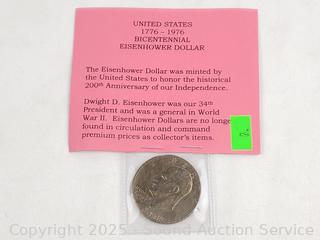 UNITED STATES
1776 - 1976
BICENTENNIAL
EISENHOWER DOLLAR
The Eisenhower Dollar was minted by
the United States to honor the historical
200th Anniversary of our Independence.
Dwight D. Eisenhower was our 34th
President and was a general in World
War II. Eisenhower Dollars are no longer
found in circulation and command
premium prices as collector's items.
Copyright 2025 - Sound Auction Service